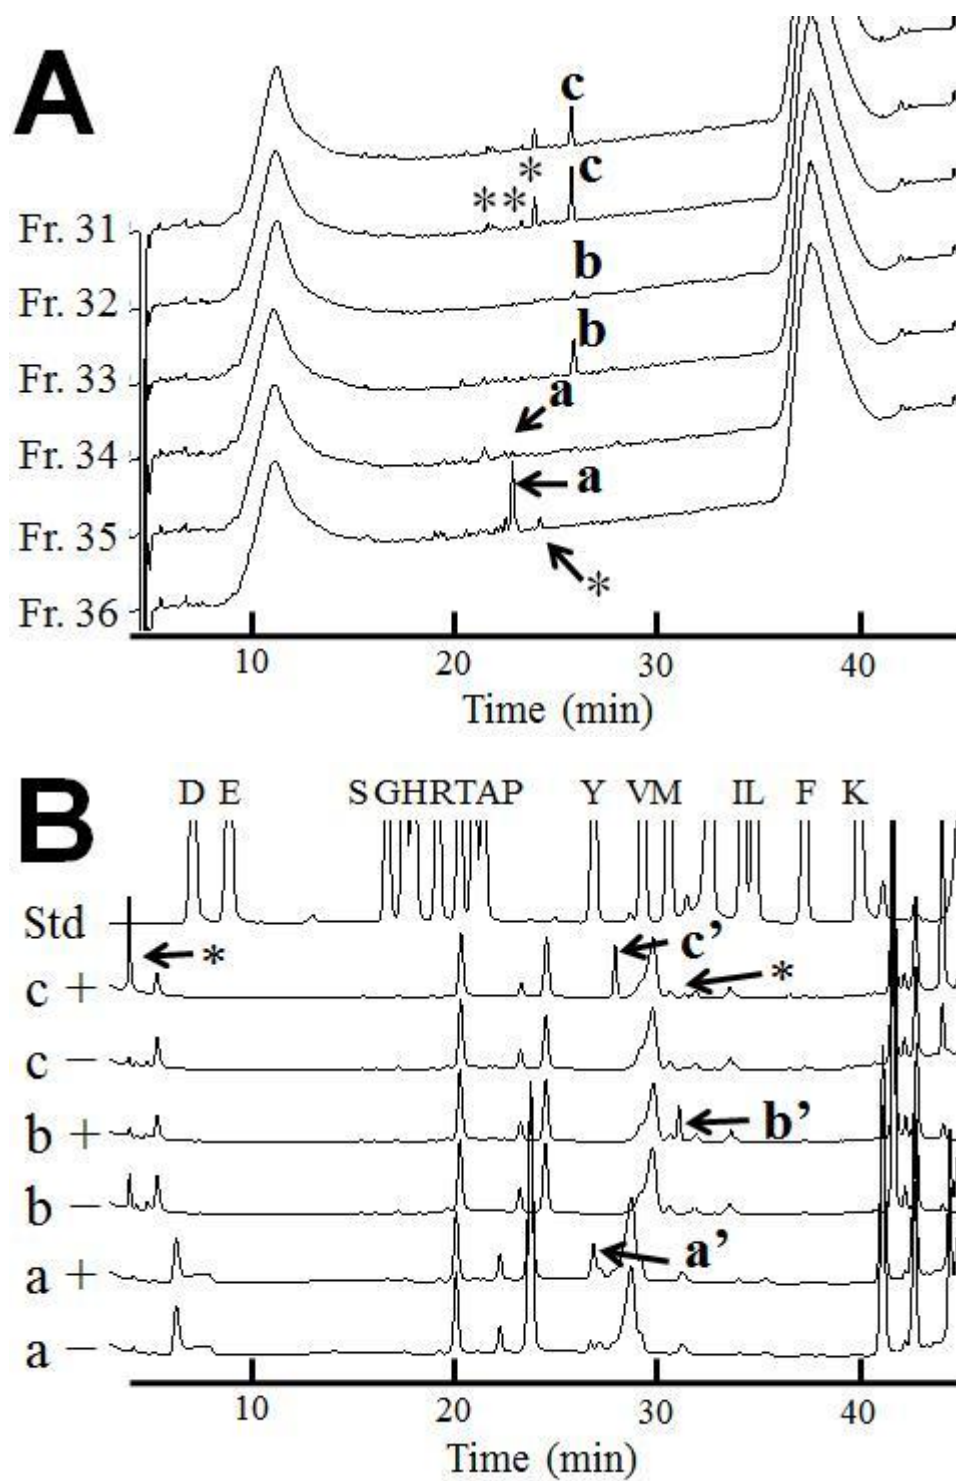 A
c
*
c
* *
Fr. 31
b
Fr. 32
b
Fr. 33
a
Fr. 34
a
Fr. 35
*
Fr. 36
10 20 30 40
Time (min)
B
D E S G H R T A P Y V M I L F K
Std
c’
*
*
c +
c −
b’
b +
b −
a’
a +
a −
10 20 30 40
Time (min)